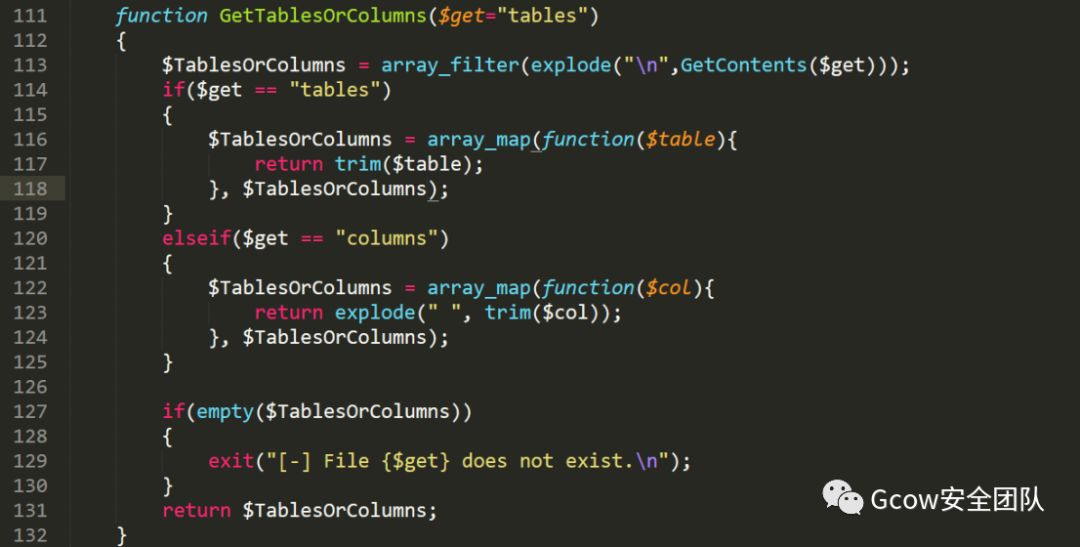 111 function GetTablesOrColumns($get="tables")
112 {
113 $TablesOrColumns = array_filter(explode("\n",GetContents($get)));
114 if($get == "tables")
115 {
116 $TablesOrColumns = array_map(function($table){
117 return trim($table);
118 }, $TablesOrColumns);
119 }
120 elseif($get == "columns")
121 {
122 $TablesOrColumns = array_map(function($col){
123 return explode(" ", trim($col));
124 }, $TablesOrColumns);
125 }
126
127 if(empty($TablesOrColumns))
128 {
129 exit("[-] File {$get} does not exist.\n");
130 }
131 return $TablesOrColumns;
132 }
Gcow安全团队